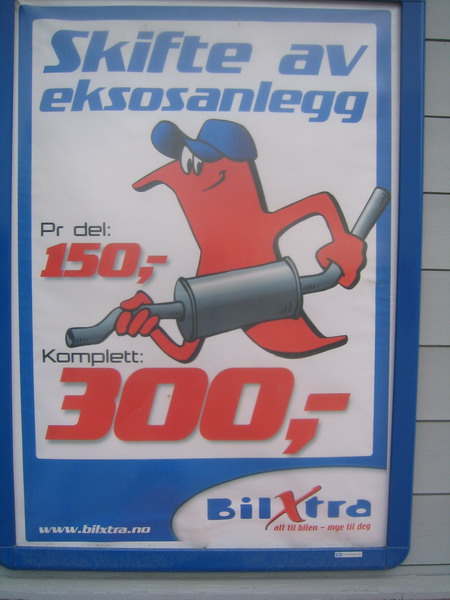 Skifte av
eksosanlegg
Pr del:
150,-
Komplett:
300,-
BilXtra
alt til bilen – mye til deg
www.bilxtra.no